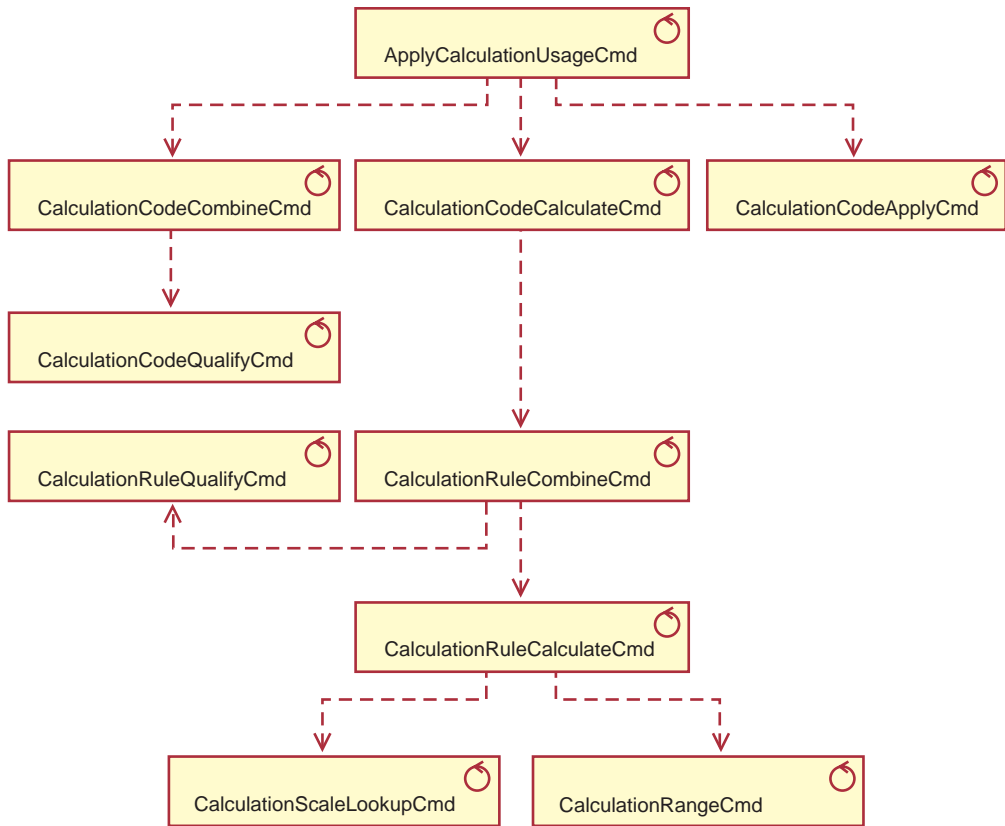 ApplyCalculationUsageCmd
CalculationCodeCombineCmd
CalculationCodeCalculateCmd
CalculationCodeApplyCmd
CalculationCodeQualifyCmd
CalculationRuleQualifyCmd
CalculationRuleCombineCmd
CalculationRuleCalculateCmd
CalculationScaleLookupCmd
CalculationRangeCmd